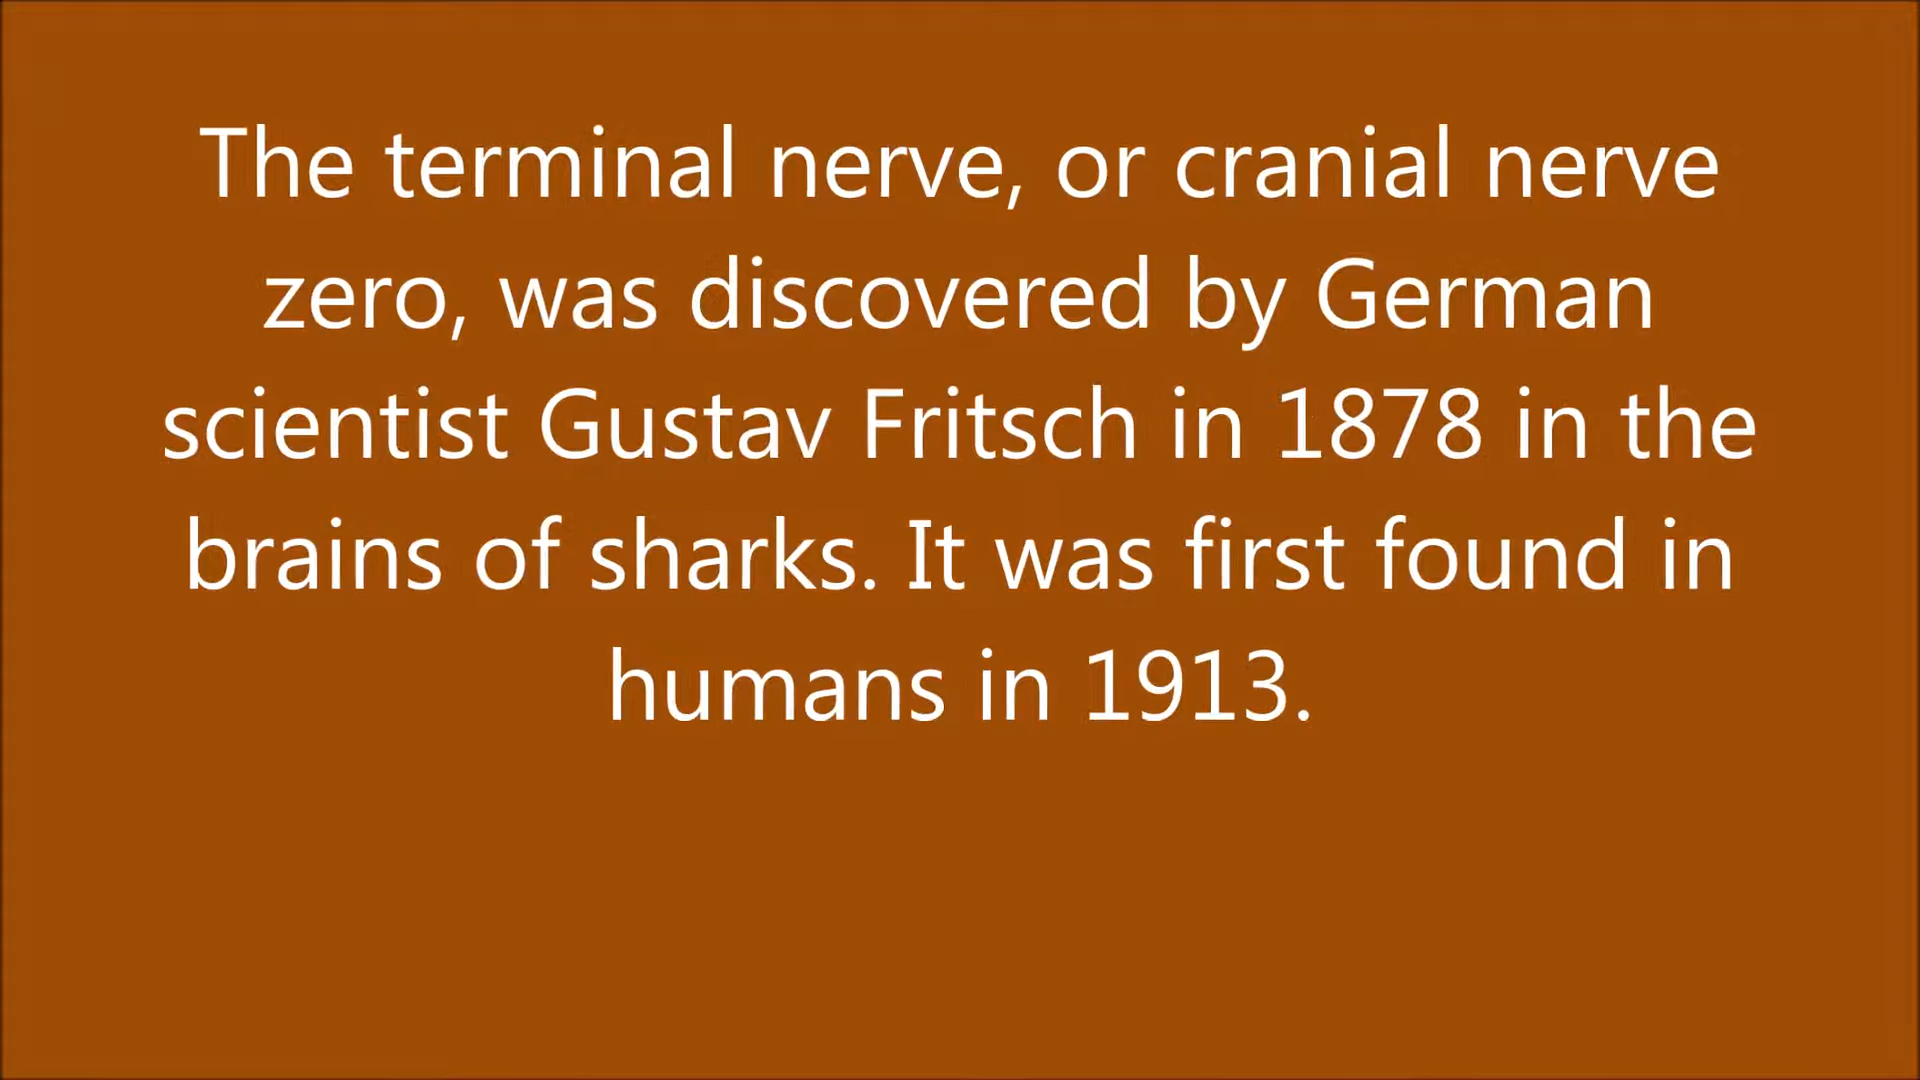 The terminal nerve, or cranial nerve
zero, was discovered by German
scientist Gustav Fritsch in 1878 in the
brains of sharks. It was first found in
humans in 1913.